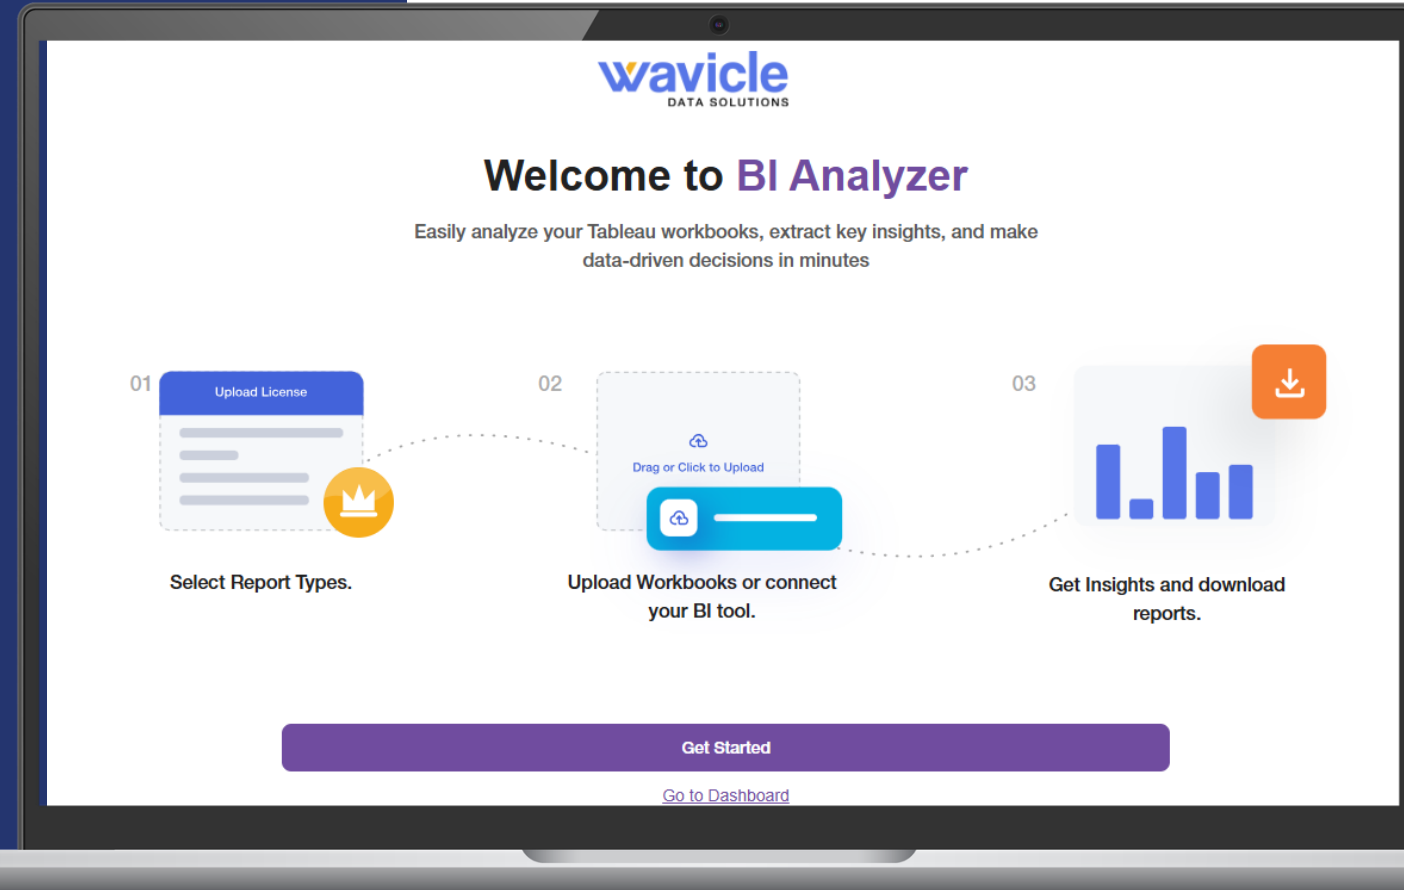 wavicle
DATA SOLUTIONS
Welcome to BI Analyzer
Easily analyze your Tableau workbooks, extract key insights, and make
data-driven decisions in minutes
01
Upload License
Select Report Types.
02
Drag or Click to Upload
Upload Workbooks or connect
your BI tool.
03
Get Insights and download
reports.
Get Started
Go to Dashboard